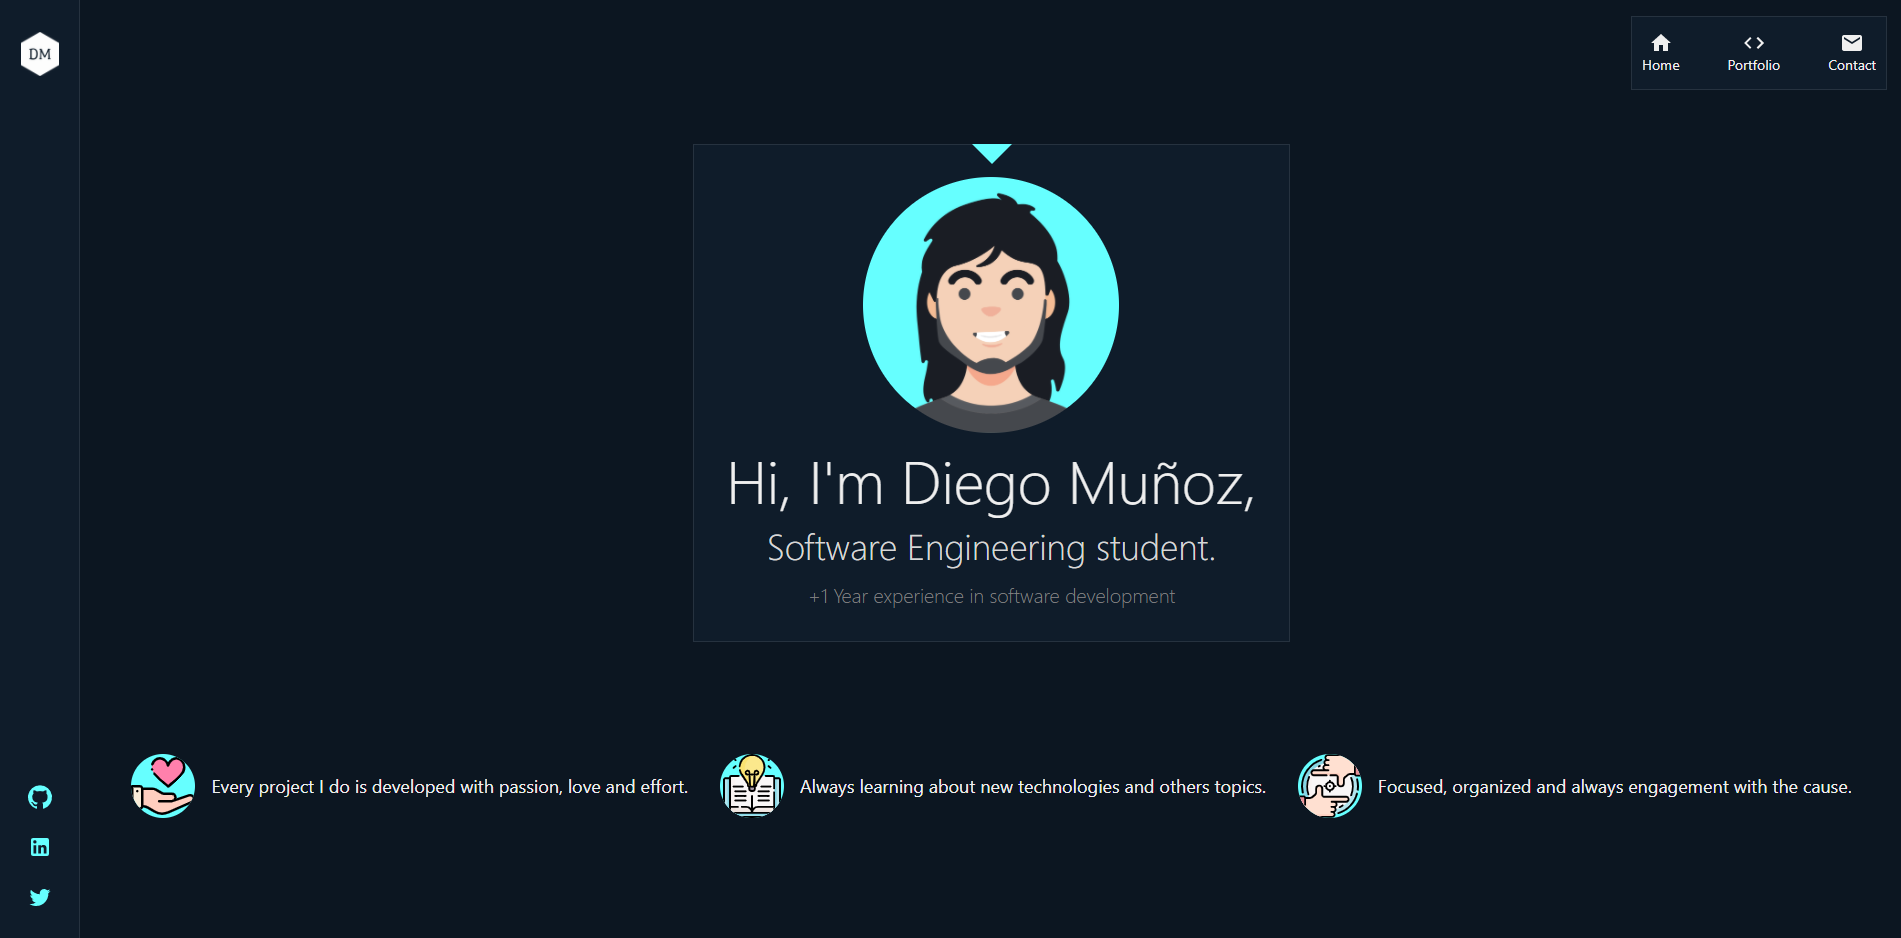 DM
Home
Portfolio
Contact
Hi, I'm Diego Muñoz,
Software Engineering student.
+1 Year experience in software development
Every project I do is developed with passion, love and effort.
Always learning about new technologies and others topics.
Focused, organized and always engagement with the cause.
in